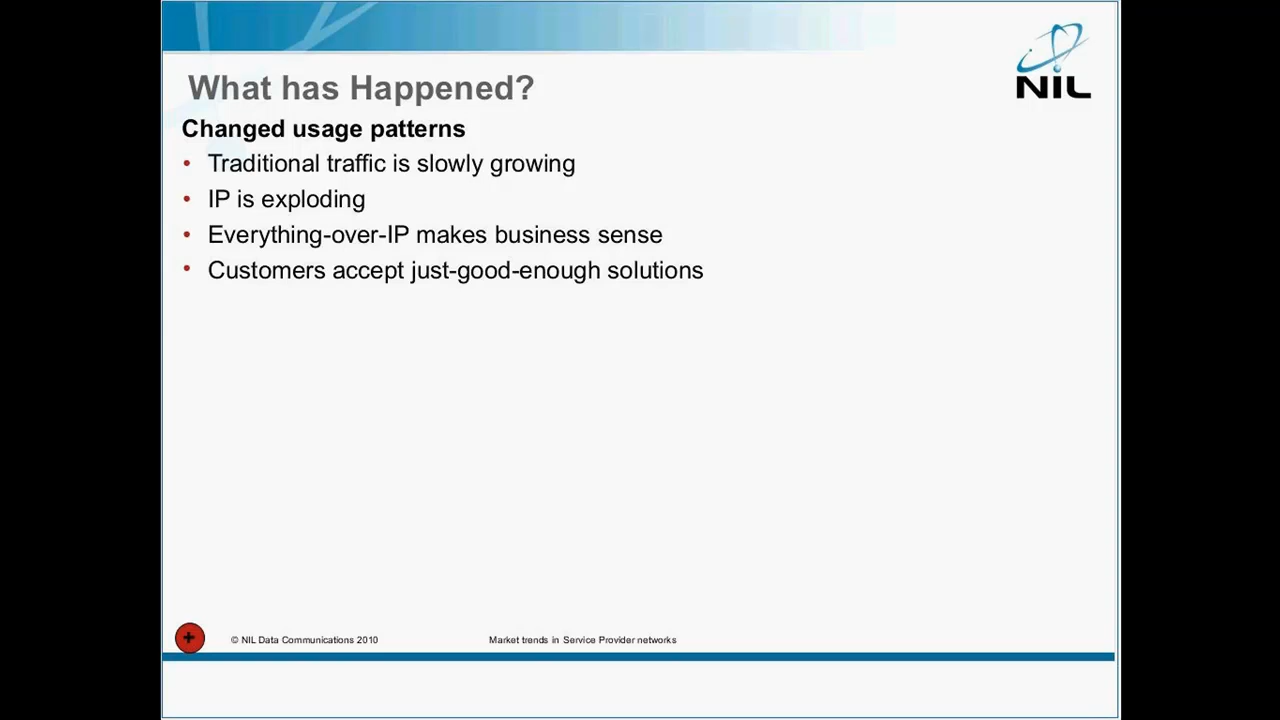 NIL
What has Happened?
Changed usage patterns
• Traditional traffic is slowly growing
• IP is exploding
• Everything-over-IP makes business sense
• Customers accept just-good-enough solutions
© NIL Data Communications 2010
Market trends in Service Provider networks